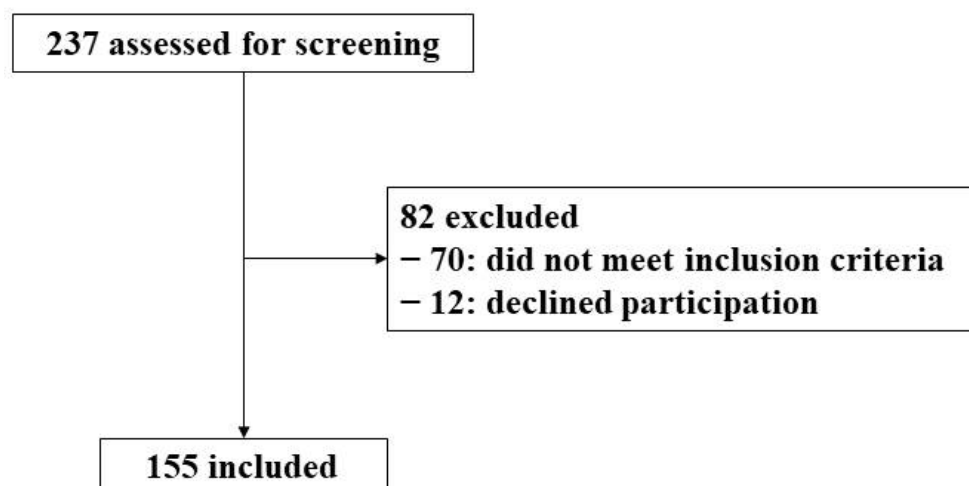 237 assessed for screening
82 excluded
− 70: did not meet inclusion criteria
− 12: declined participation
155 included